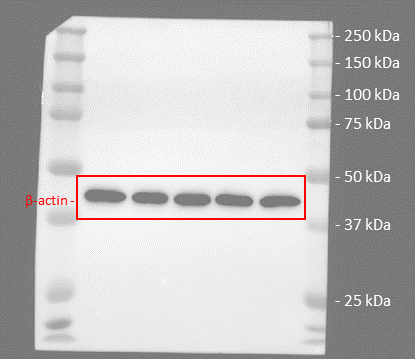 - 250 kDa
- 150 kDa
- 100 kDa
- 75 kDa
- 50 kDa
β-actin -
- 37 kDa
- 25 kDa